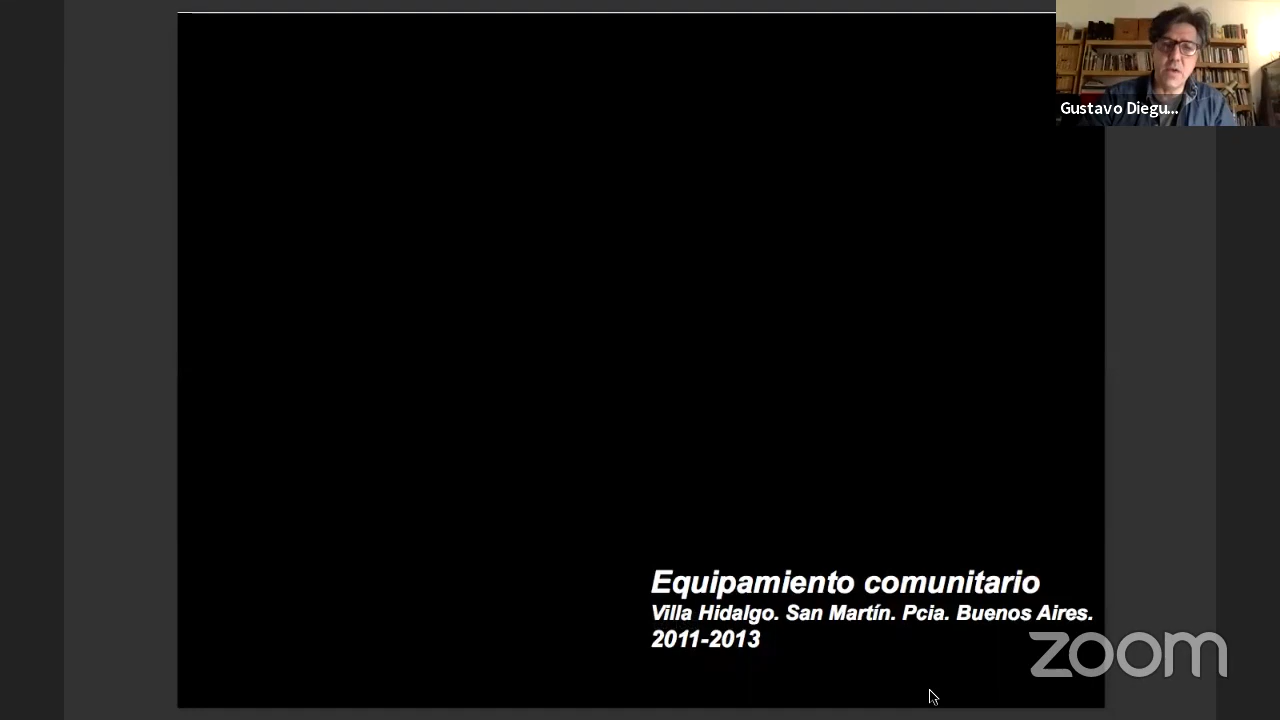 Gustavo Diegu...
Equipamiento comunitario
Villa Hidalgo. San Martín. Pcia. Buenos Aires.
2011-2013
zoom